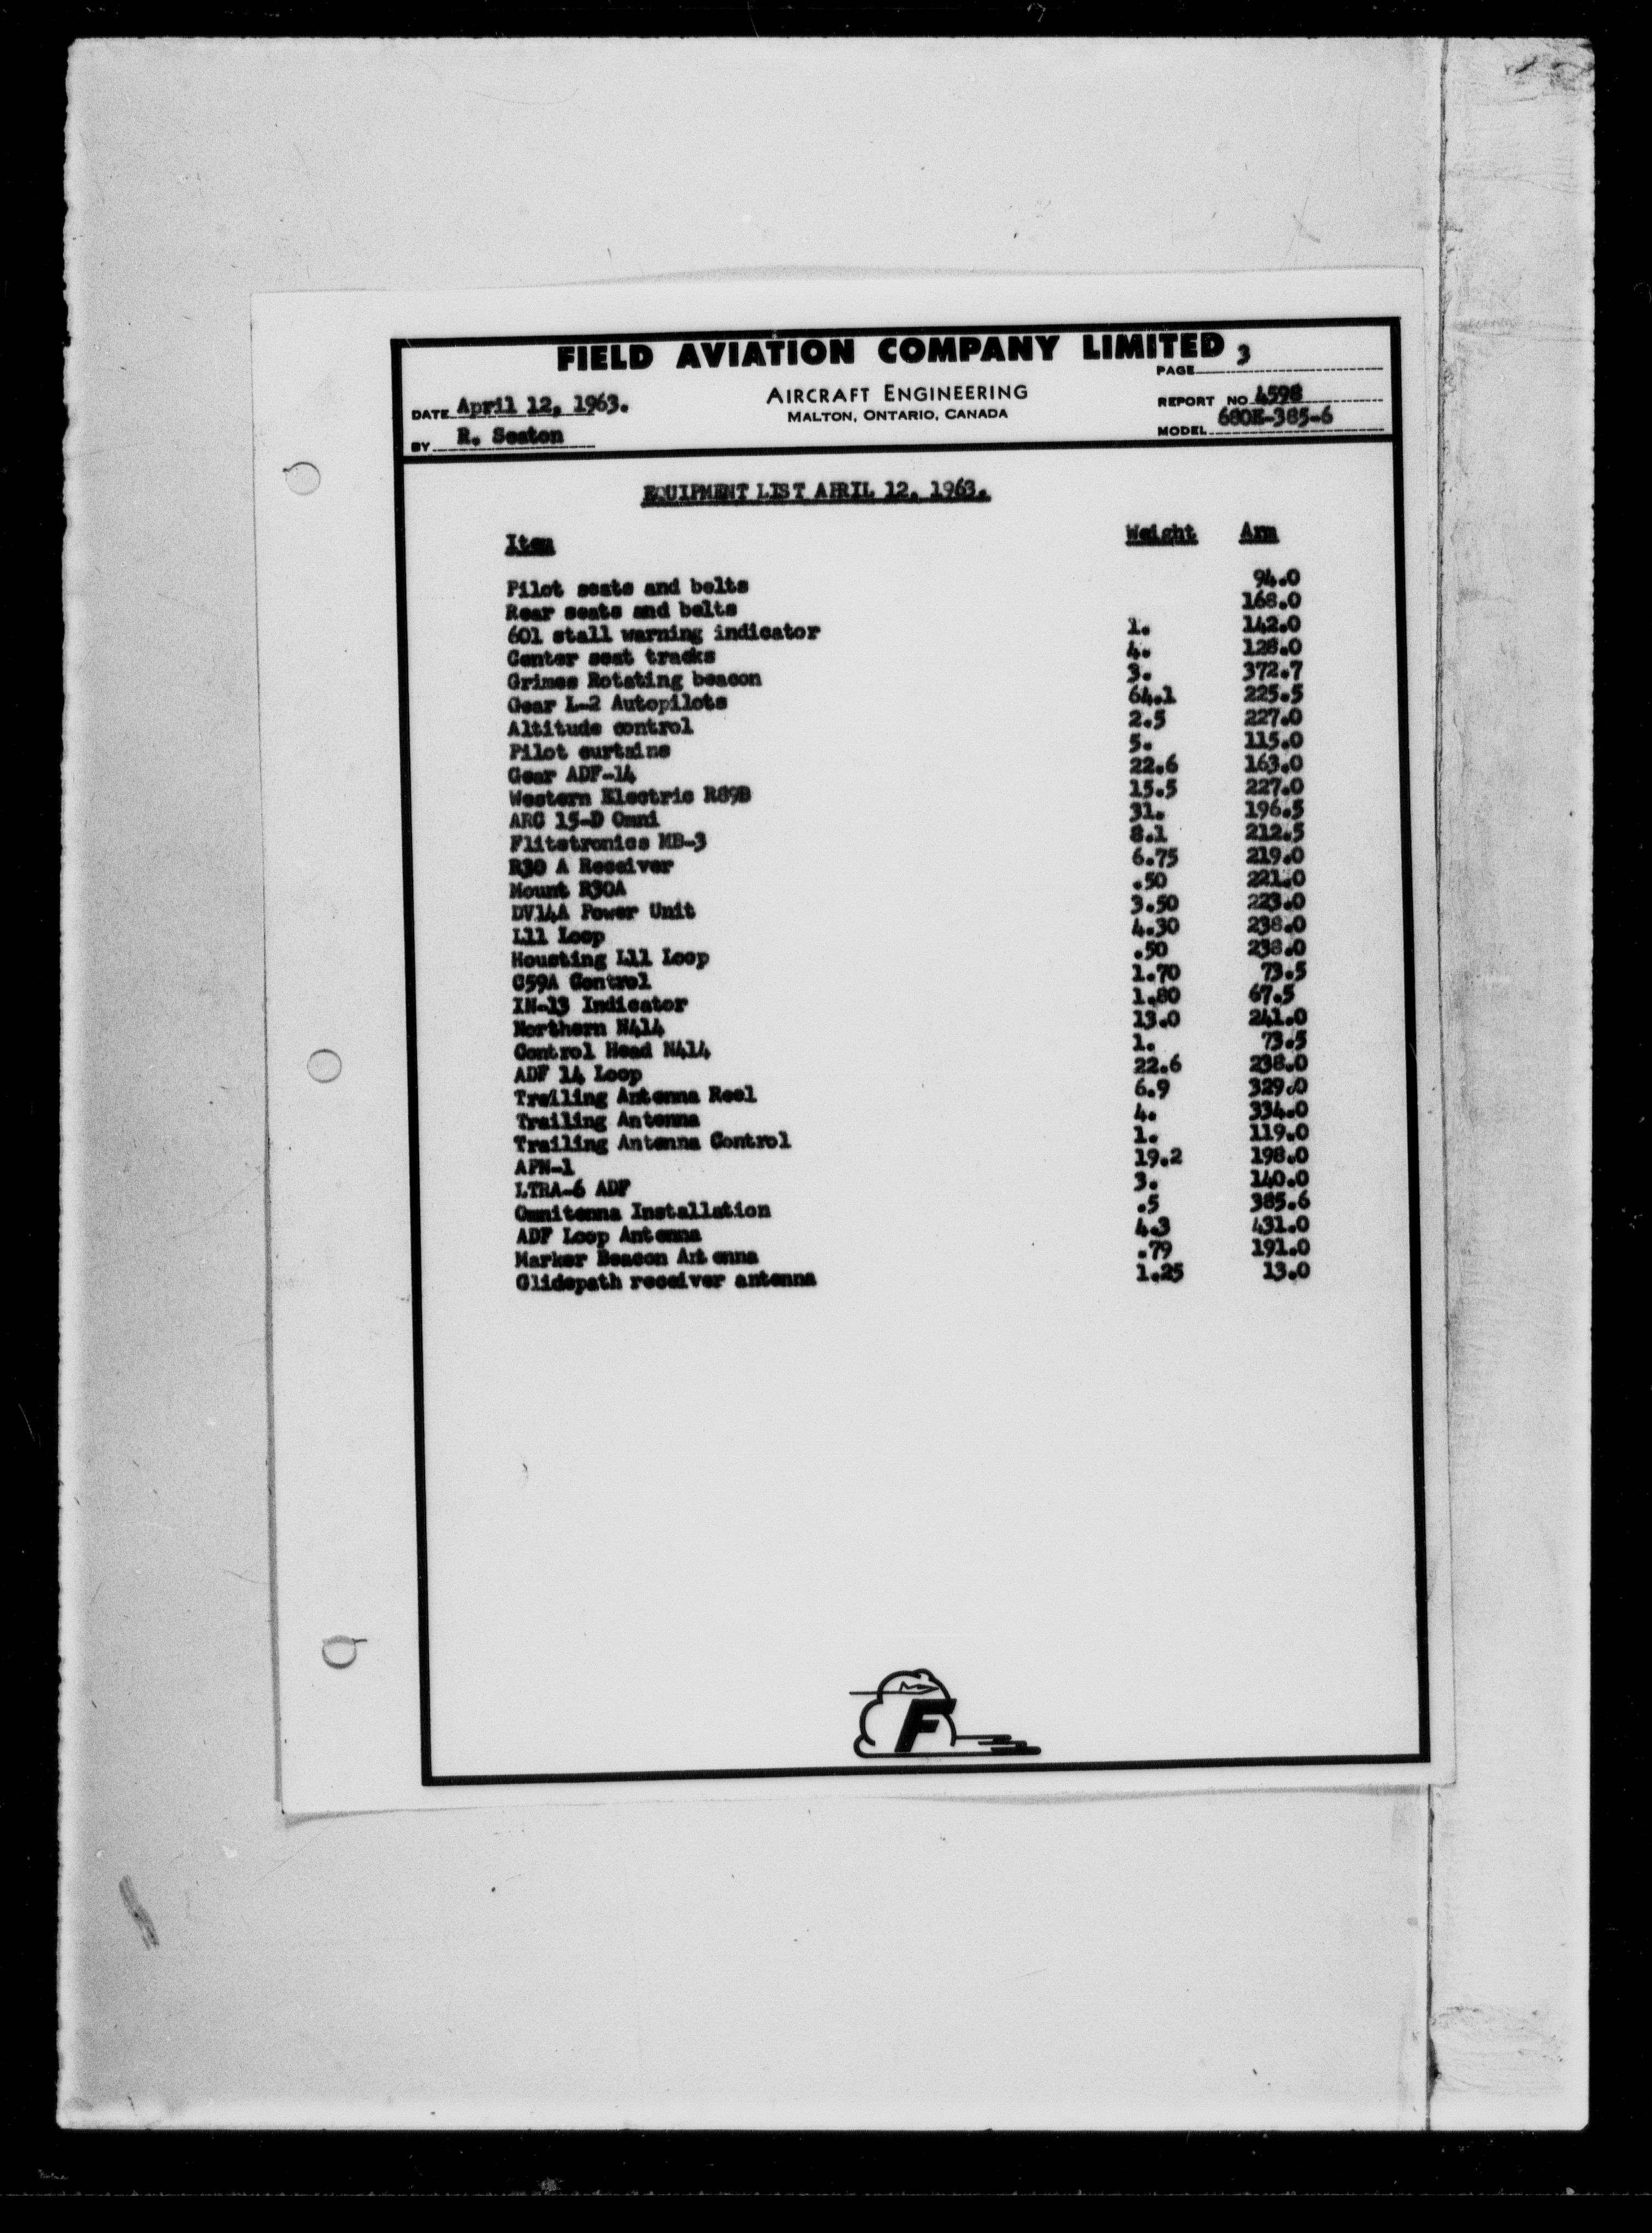 FIELD AVIATION COMPANY LIMITED
PAGE 3
DATE April 12, 1963.
AIRCRAFT ENGINEERING
REPORT NO 4598
MALTON, ONTARIO, CANADA
MODEL 680E-385-6
BY R. Seaton
EQUIPMENT LIST APRIL 12, 1963.
Item Weight Arm
Pilot seats and belts 94.0
Rear seats and belts 168.0
601 stall warning indicator 1. 142.0
Center seat tracks 4. 128.0
Grimes Rotating beacon 3. 372.7
Gear L-2 Autopilots 64.1 225.5
Altitude control 2.5 227.0
Pilot curtains 5. 115.0
Gear ADF-14 22.6 163.0
Western Electric R89B 15.5 227.0
ARC 15-D Omni 31. 196.5
Flitetronics MB-3 8.1 212.5
R30 A Receiver 6.75 219.0
Mount R30A .50 221.0
DV14A Power Unit 3.50 223.0
L11 Loop 4.30 238.0
Housting L11 Loop .50 238.0
C59A Control 1.70 73.5
IN-13 Indicator 1.80 67.5
Northern N414 13.0 241.0
Control Head N414 1. 73.5
ADF 14 Loop 22.6 238.0
Trailing Antenna Reel 6.9 329.0
Trailing Antenna 4. 334.0
Trailing Antenna Control 1. 119.0
APN-1 19.2 198.0
LTRA-6 ADF 3. 140.0
Omnitenna Installation .5 385.6
ADF Loop Antenna 4.3 431.0
Marker Beacon Antenna .79 191.0
Glidepath receiver antenna 1.25 13.0
F